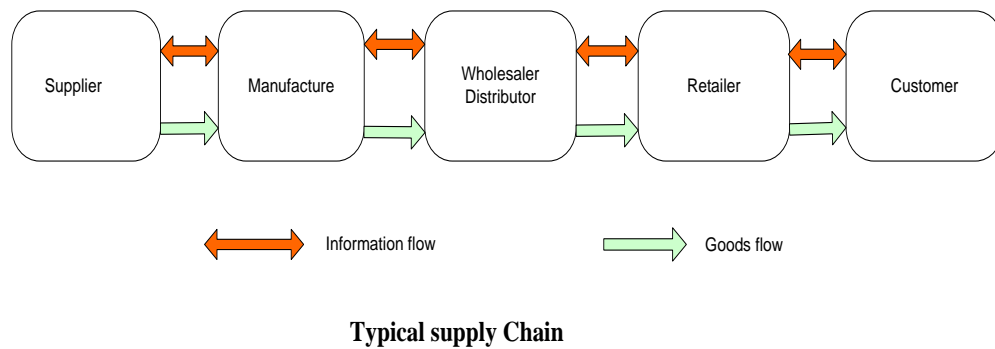 Supplier
Manufacture
Wholesaler
Distributor
Retailer
Customer
Information flow
Goods flow
Typical supply Chain